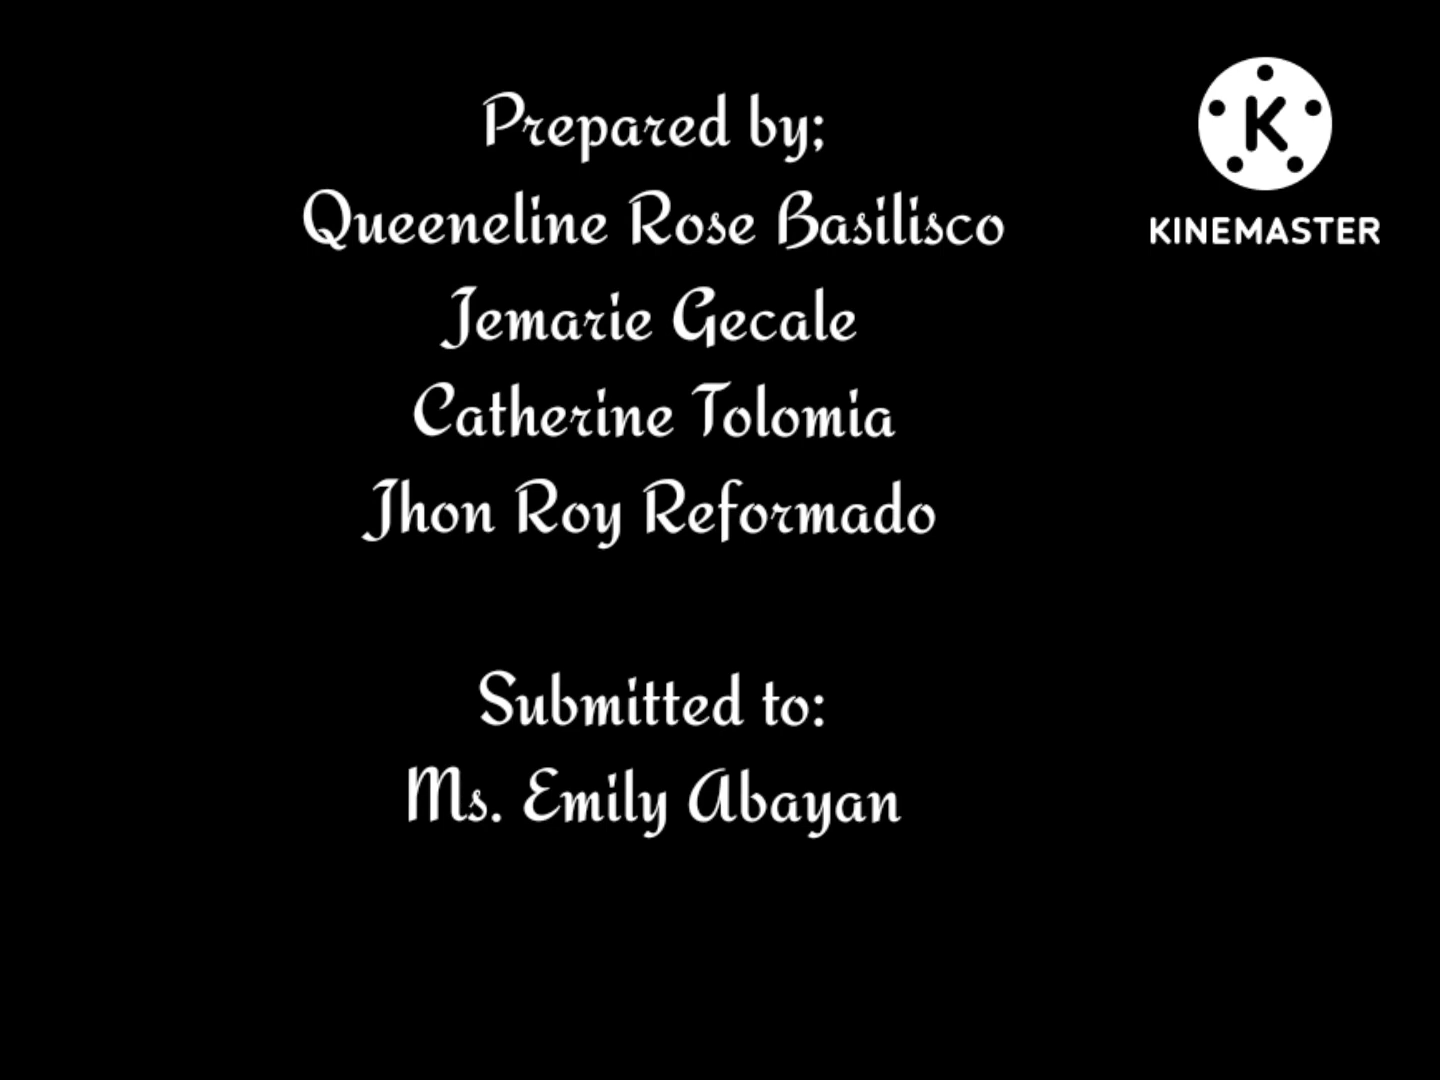 Prepared by;
Queeneline Rose Basilisco
Jemarie Gecale
Catherine Tolomia
Jhon Roy Reformado
Submitted to:
Ms. Emily Abayan
K
KINEMASTER